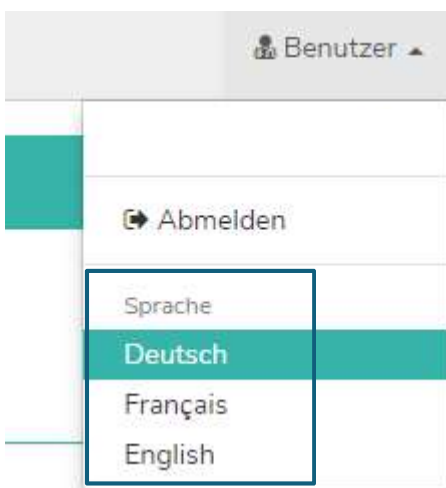 Benutzer
Abmelden
Sprache
Deutsch
Français
English